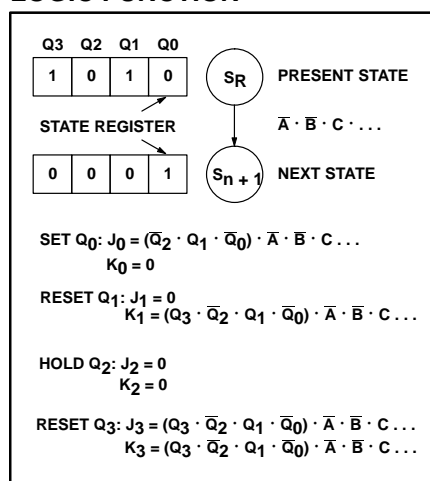 Q3 Q2 Q1 Q0
1 0 1 0
SR
PRESENT STATE
STATE REGISTER
A̅ · B̅ · C · . . .
0 0 0 1
Sn + 1
NEXT STATE
SET Q0: J0 = (Q̅2 · Q1 · Q̅0) · A̅ · B̅ · C . . .
K0 = 0
RESET Q1: J1 = 0
K1 = (Q3 · Q̅2 · Q1 · Q̅0) · A̅ · B̅ · C . . .
HOLD Q2: J2 = 0
K2 = 0
RESET Q3: J3 = (Q3 · Q̅2 · Q1 · Q̅0) · A̅ · B̅ · C . . .
K3 = (Q3 · Q̅2 · Q1 · Q̅0) · A̅ · B̅ · C . . .